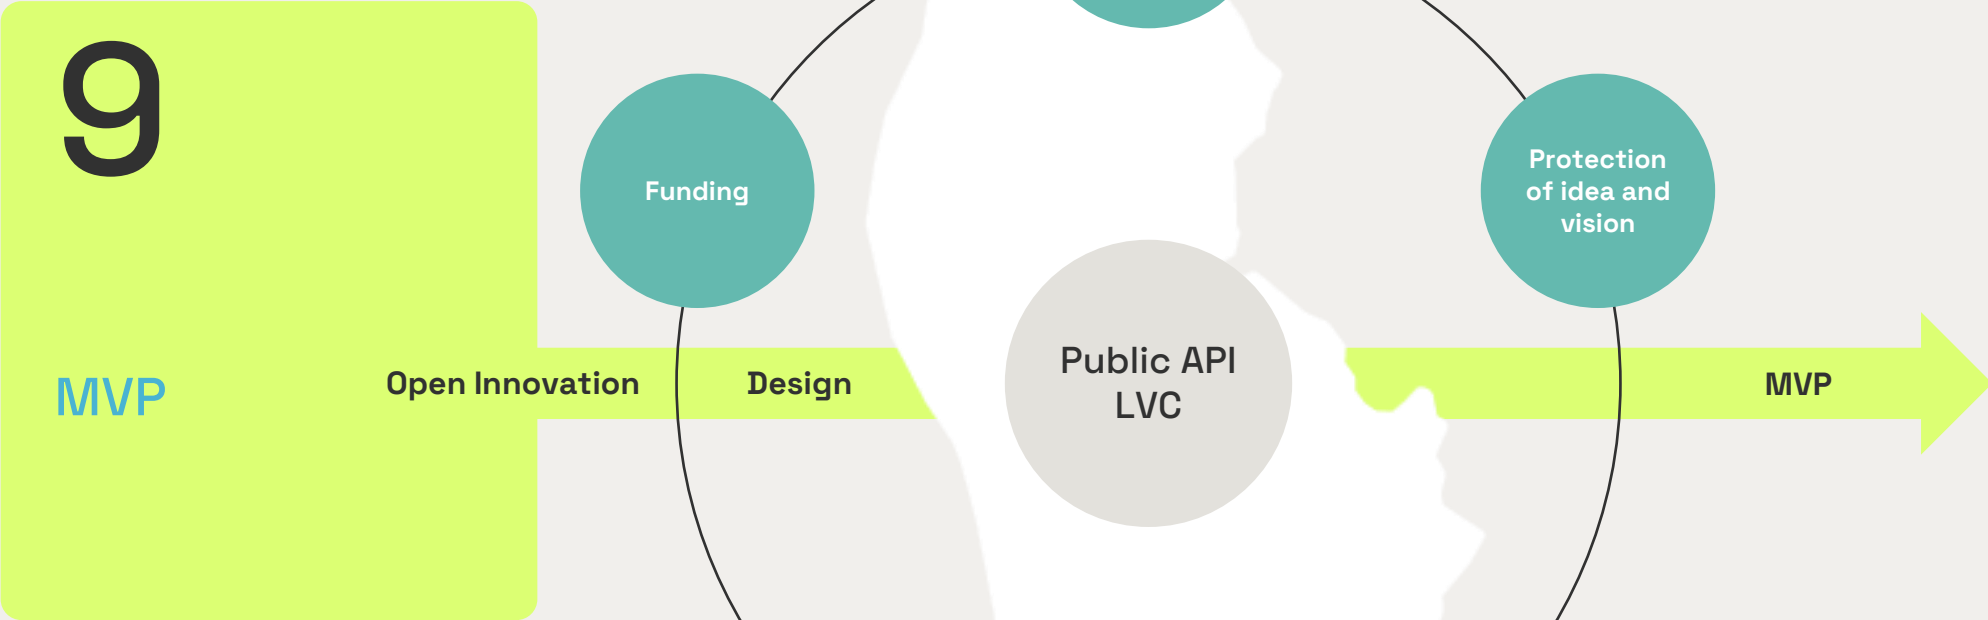 9
MVP
Open Innovation
Design
Funding
Public API
LVC
Protection
of idea and
vision
MVP